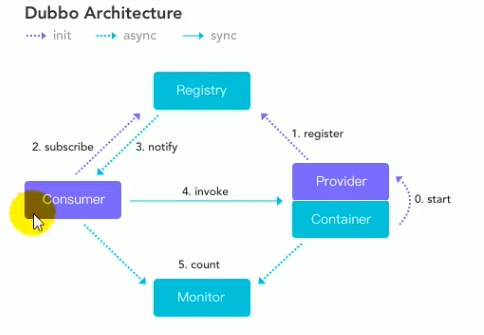 Dubbo Architecture
init async sync
Registry
1. register
2. subscribe 3. notify
Provider
Consumer 4. invoke 0. start
Container
5. count
Monitor